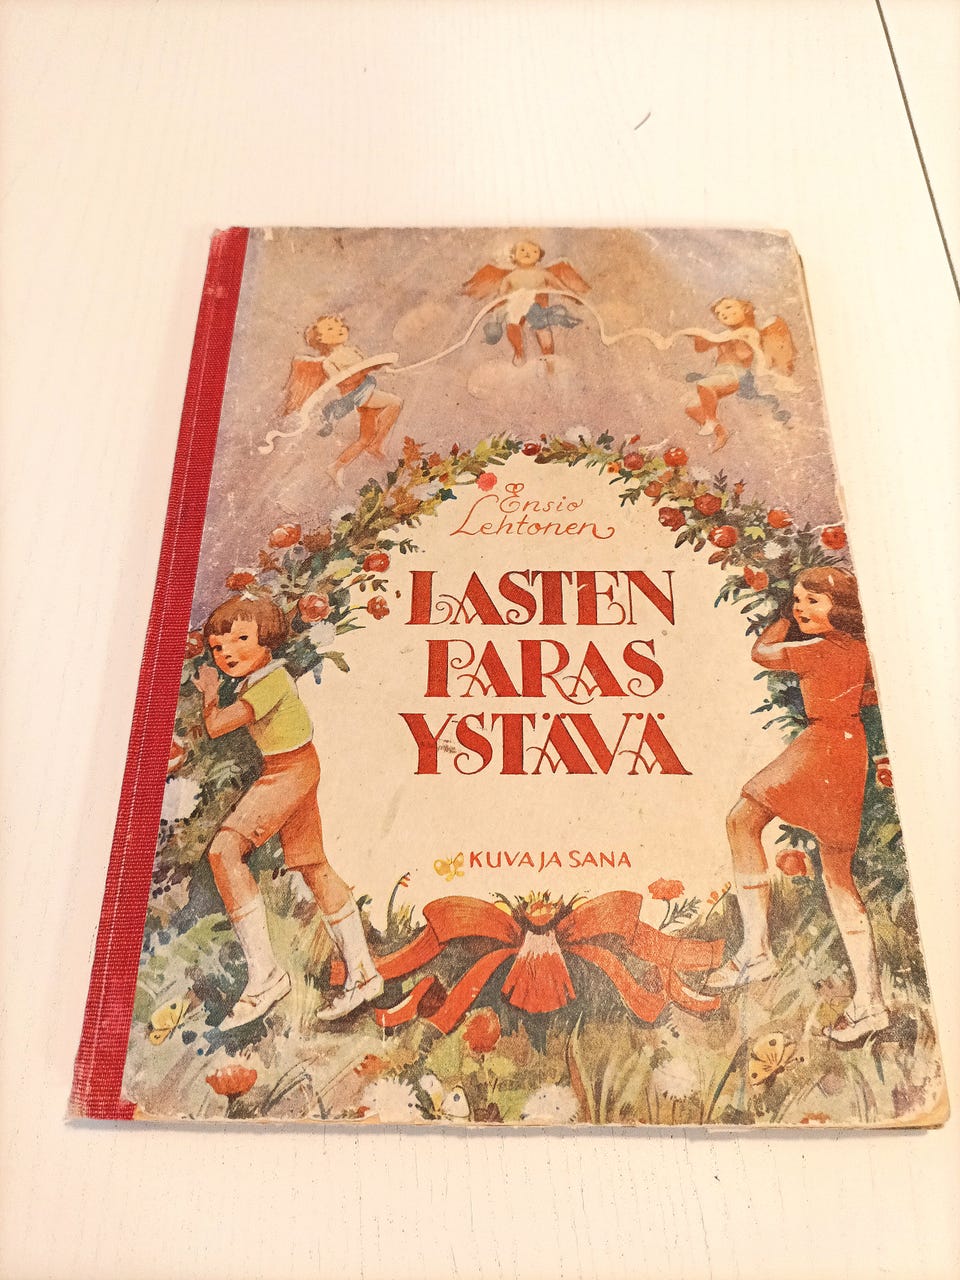 Ensio
Lehtonen
LASTEN
PARAS
YSTÄVÄ
KUVA JA SANA